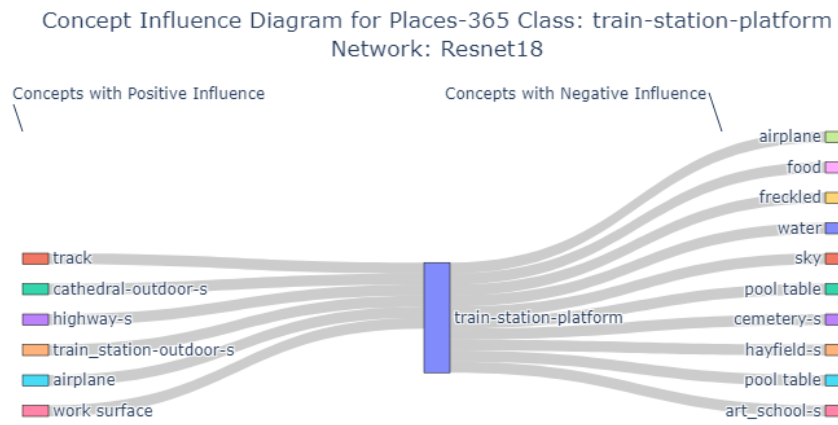 Concept Influence Diagram for Places-365 Class: train-station-platform
Network: Resnet18
Concepts with Positive Influence
Concepts with Negative Influence
track
cathedral-outdoor-s
highway-s
train_station-outdoor-s
airplane
work surface
train-station-platform
airplane
food
freckled
water
sky
pool table
cemetery-s
hayfield-s
pool table
art_school-s